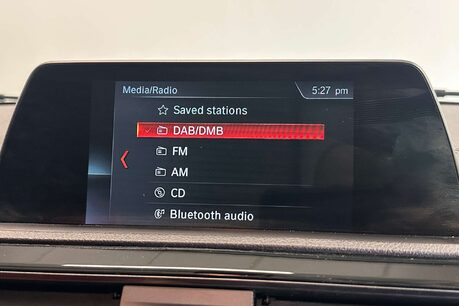 Media/Radio
5:27 pm
Saved stations
DAB/DMB
FM
AM
CD
Bluetooth audio